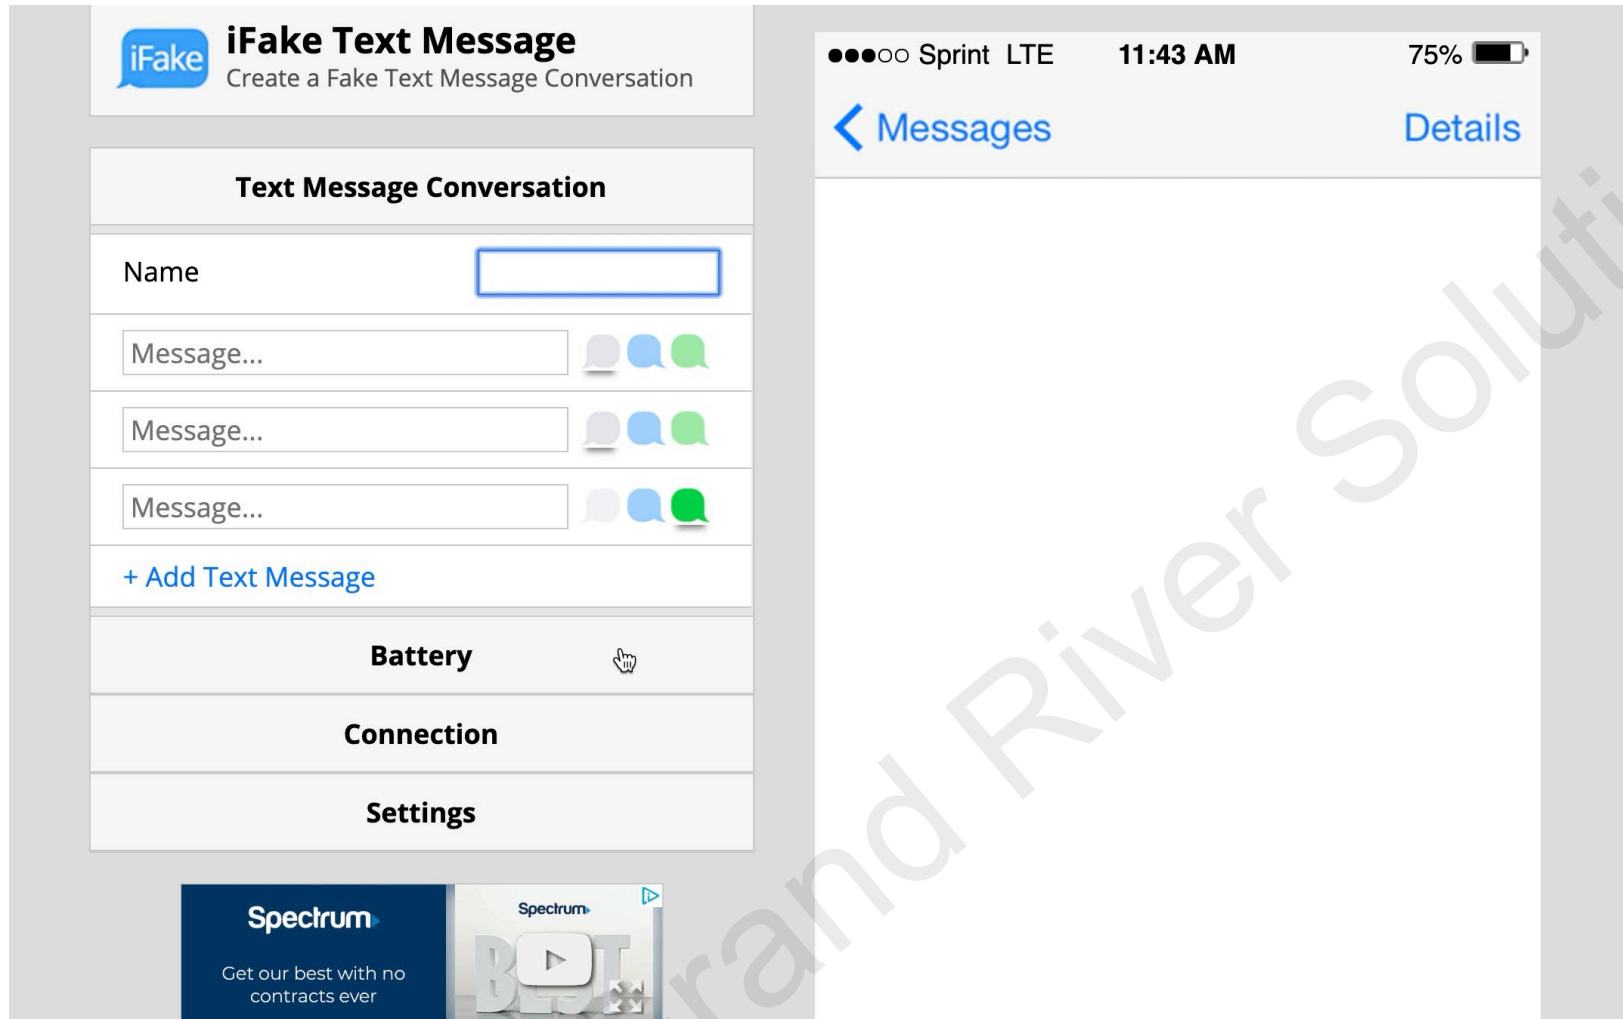 iFake
iFake Text Message
Create a Fake Text Message Conversation
Text Message Conversation
Name
Message...
Message...
Message...
+ Add Text Message
Battery
Connection
Settings
Spectrum
Get our best with no
contracts ever
Spectrum
BEST
Sprint LTE
11:43 AM
75%
Messages
Details
rand River Soluti